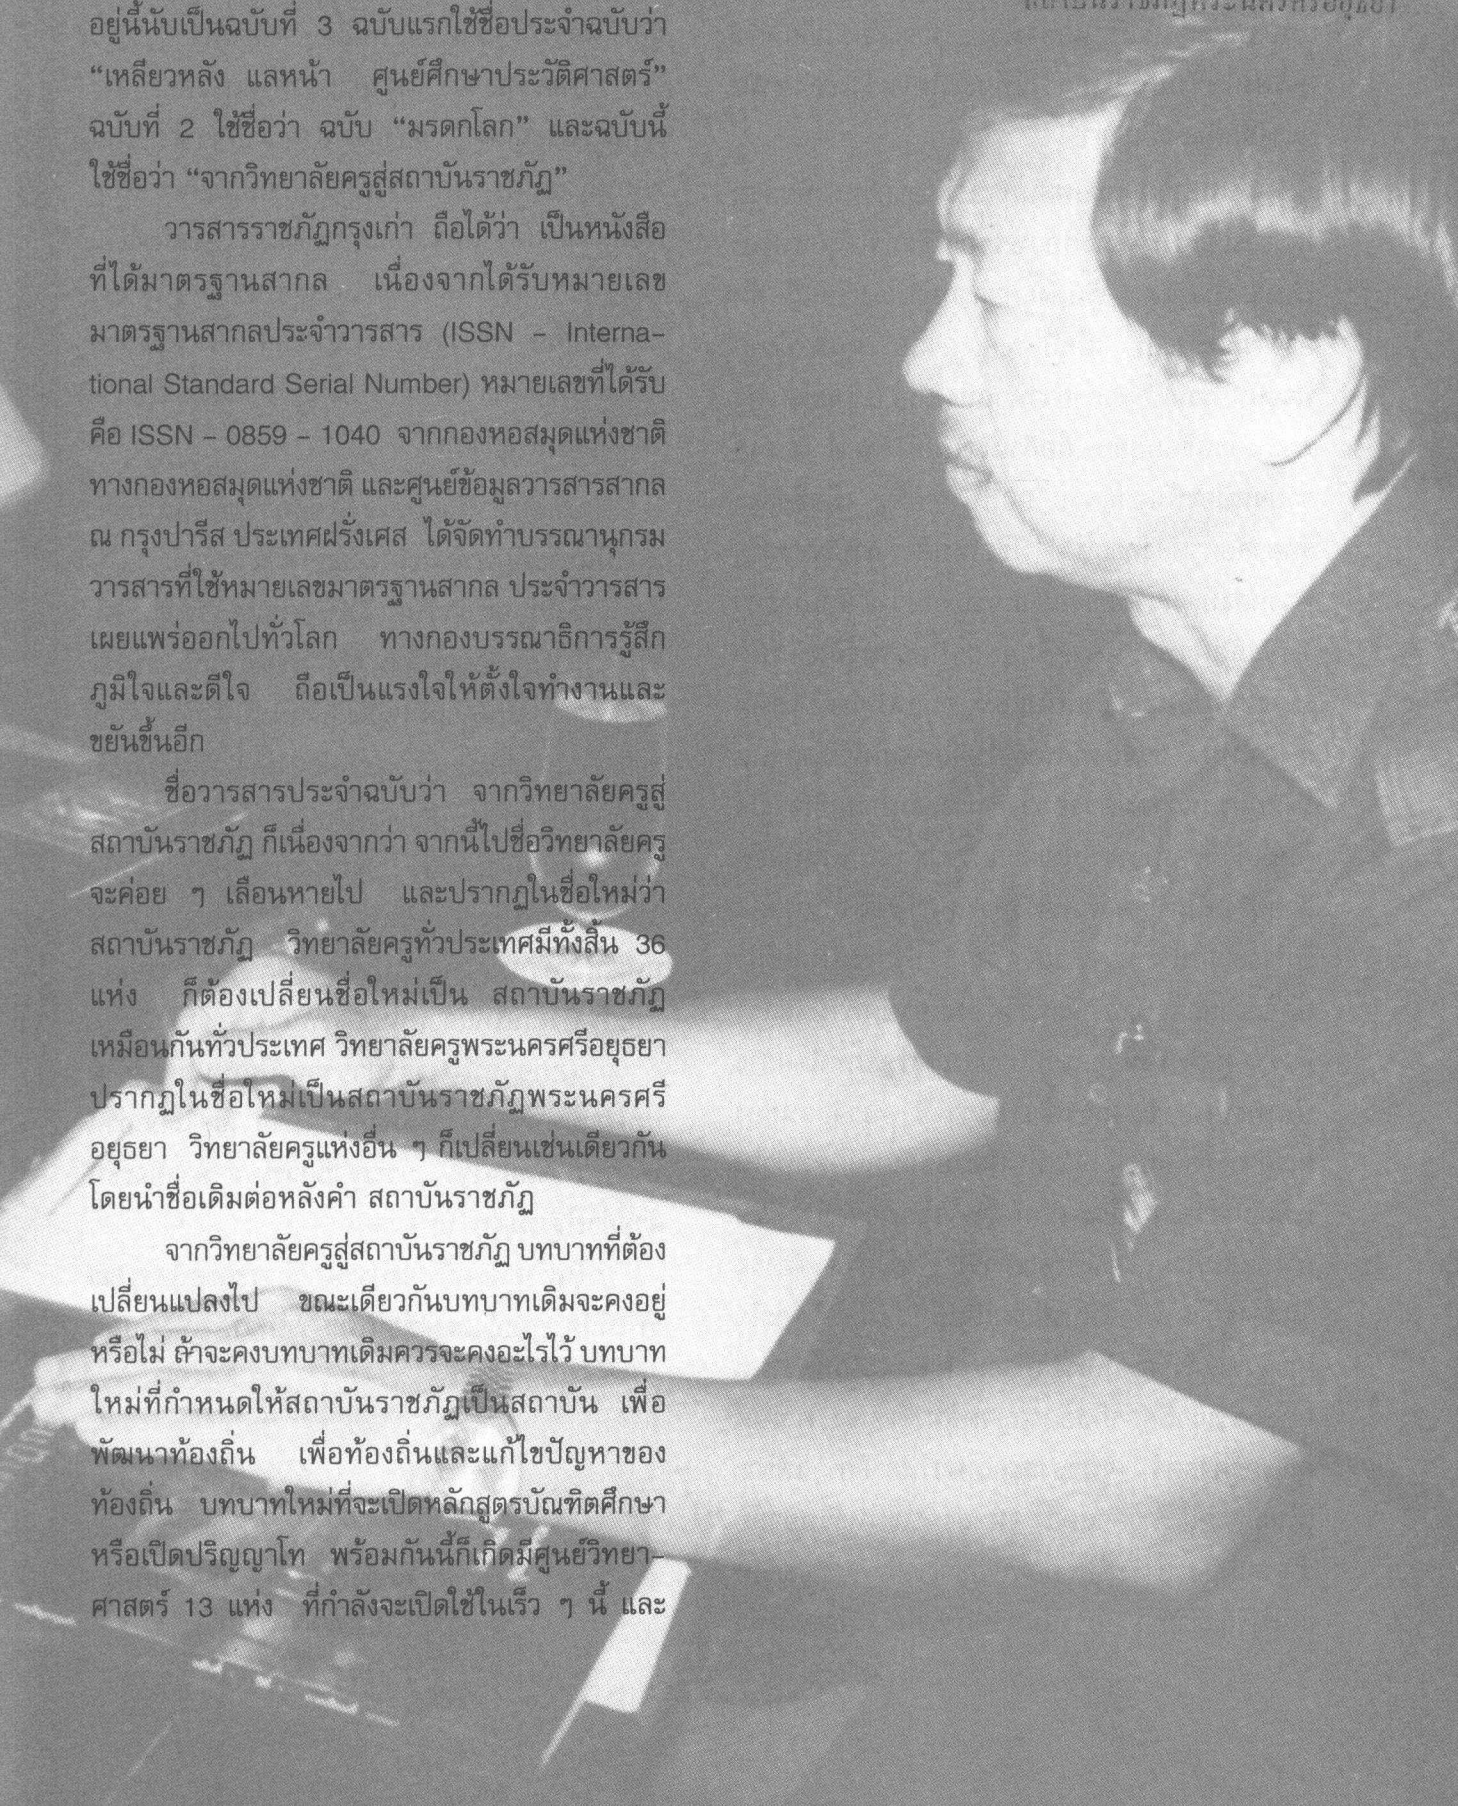 อยู่นี้นับเป็นฉบับที่ 3 ฉบับแรกใช้ชื่อประจำฉบับว่า
“เหลียวหลัง แลหน้า ศูนย์ศึกษาประวัติศาสตร์”
ฉบับที่ 2 ใช้ชื่อว่า ฉบับ “มรดกโลก” และฉบับนี้
ใช้ชื่อว่า “จากวิทยาลัยครูสู่สถาบันราชภัฏ”
วารสารราชภัฏกรุงเก่า ถือได้ว่า เป็นหนังสือ
ที่ได้มาตรฐานสากล เนื่องจากได้รับหมายเลข
มาตรฐานสากลประจำวารสาร (ISSN – Interna–
tional Standard Serial Number) หมายเลขที่ได้รับ
คือ ISSN – 0859 – 1040 จากกองหอสมุดแห่งชาติ
ทางกองหอสมุดแห่งชาติ และศูนย์ข้อมูลวารสารสากล
ณ กรุงปารีส ประเทศฝรั่งเศส ได้จัดทำบรรณานุกรม
วารสารที่ใช้หมายเลขมาตรฐานสากล ประจำวารสาร
เผยแพร่ออกไปทั่วโลก ทางกองบรรณาธิการรู้สึก
ภูมิใจและดีใจ ถือเป็นแรงใจให้ตั้งใจทำงานและ
ขยันขึ้นอีก
ชื่อวารสารประจำฉบับว่า จากวิทยาลัยครูสู่
สถาบันราชภัฏ ก็เนื่องจากว่า จากนี้ไปชื่อวิทยาลัยครู
จะค่อย ๆ เลือนหายไป และปรากฏในชื่อใหม่ว่า
สถาบันราชภัฏ วิทยาลัยครูทั่วประเทศมีทั้งสิ้น 36
แห่ง ก็ต้องเปลี่ยนชื่อใหม่เป็น สถาบันราชภัฏ
เหมือนกันทั่วประเทศ วิทยาลัยครูพระนครศรีอยุธยา
ปรากฏในชื่อใหม่เป็นสถาบันราชภัฏพระนครศรี
อยุธยา วิทยาลัยครูแห่งอื่น ๆ ก็เปลี่ยนเช่นเดียวกัน
โดยนำชื่อเดิมต่อหลังคำ สถาบันราชภัฏ
จากวิทยาลัยครูสู่สถาบันราชภัฏ บทบาทที่ต้อง
เปลี่ยนแปลงไป ขณะเดียวกันบทบาทเดิมจะคงอยู่
หรือไม่ ถ้าจะคงบทบาทเดิมควรจะคงอะไรไว้ บทบาท
ใหม่ที่กำหนดให้สถาบันราชภัฏเป็นสถาบัน เพื่อ
พัฒนาท้องถิ่น เพื่อท้องถิ่นและแก้ไขปัญหาของ
ท้องถิ่น บทบาทใหม่ที่จะเปิดหลักสูตรบัณฑิตศึกษา
หรือเปิดปริญญาโท พร้อมกันนี้ก็เกิดมีศูนย์วิทยา–
ศาสตร์ 13 แห่ง ที่กำลังจะเปิดใช้ในเร็ว ๆ นี้ และ